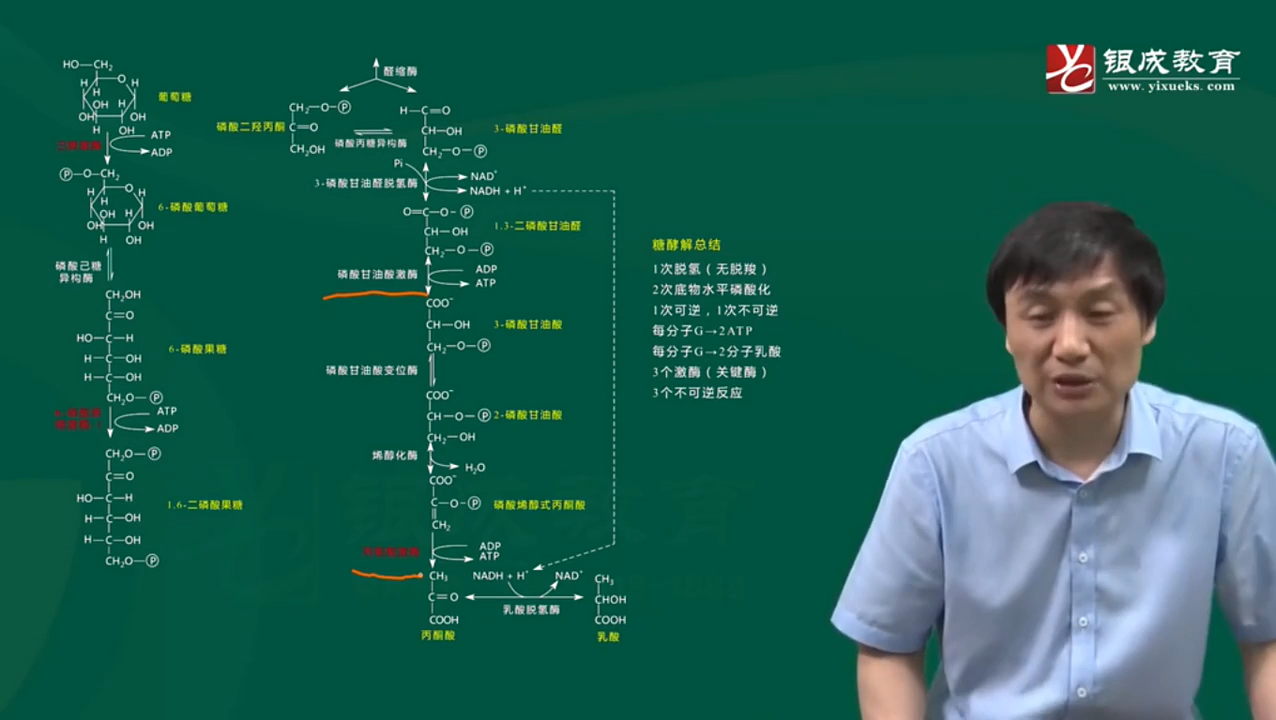 银成教育
www.yixueks.com
HO—CH₂
葡萄糖
ATP
ADP
Ⓟ—O—CH₂
6-磷酸葡萄糖
磷酸己糖
异构酶
CH₂OH
C=O
HO—C—H
H—C—OH
H—C—OH
CH₂O—Ⓟ
6-磷酸果糖
ATP
ADP
CH₂O—Ⓟ
C=O
HO—C—H
H—C—OH
H—C—OH
CH₂O—Ⓟ
1.6-二磷酸果糖
醛缩酶
CH₂—O—Ⓟ
C=O
CH₂OH
磷酸二羟丙酮
磷酸丙糖异构酶
H—C=O
CH—OH
CH₂—O—Ⓟ
3-磷酸甘油醛
Pi
3-磷酸甘油醛脱氢酶
NAD⁺
NADH + H⁺
O=C—O—Ⓟ
CH—OH
CH₂—O—Ⓟ
1.3-二磷酸甘油醛
磷酸甘油酸激酶
ADP
ATP
COO⁻
CH—OH
CH₂—O—Ⓟ
3-磷酸甘油酸
磷酸甘油酸变位酶
COO⁻
CH—O—Ⓟ
CH₂—OH
2-磷酸甘油酸
烯醇化酶
H₂O
COO⁻
C—O—Ⓟ
CH₂
磷酸烯醇式丙酮酸
ADP
ATP
CH₃
C=O
COOH
丙酮酸
NADH + H⁺
NAD⁺
乳酸脱氢酶
CH₃
CHOH
COOH
乳酸
糖酵解总结
1次脱氢（无脱羧）
2次底物水平磷酸化
1次可逆，1次不可逆
每分子G→2ATP
每分子G→2分子乳酸
3个激酶（关键酶）
3个不可逆反应